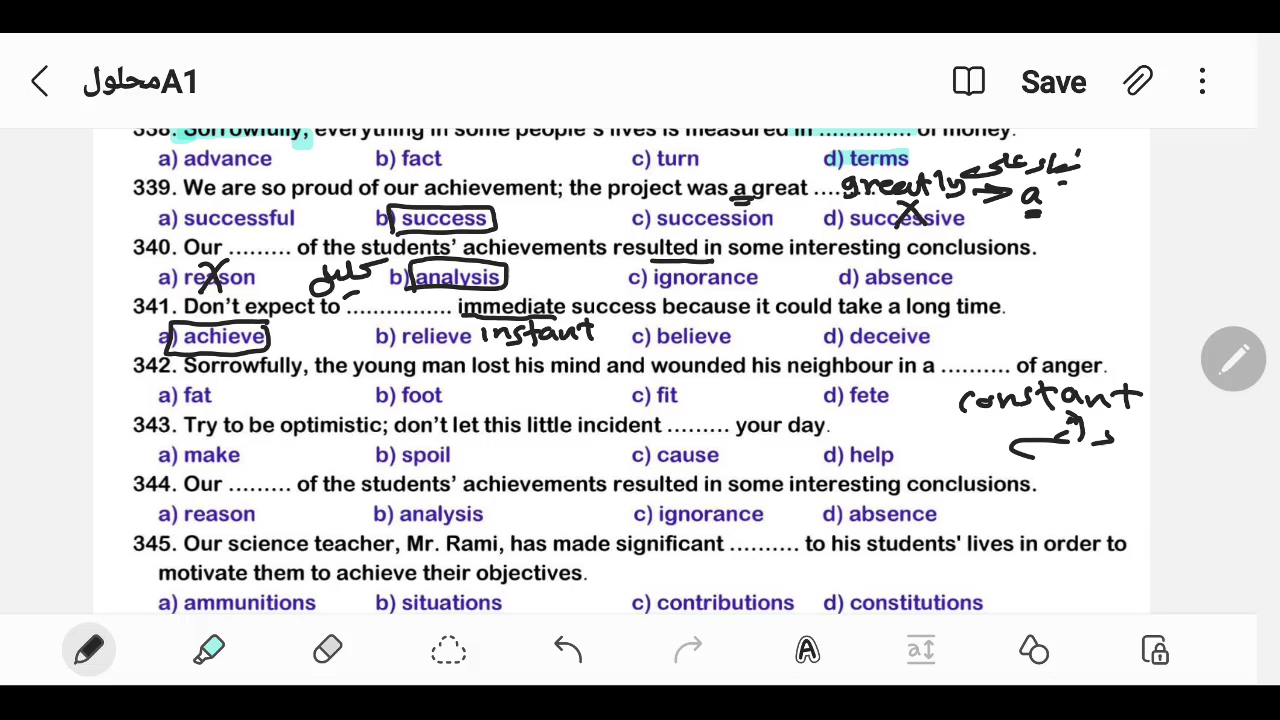 محلولA1
Save
338. Sorrowfully, everything in some people's lives is measured in .............. of money.
a) advance b) fact c) turn d) terms
339. We are so proud of our achievement; the project was a great .... greatly → a
a) successful b) success c) succession d) successive
340. Our ......... of the students' achievements resulted in some interesting conclusions.
a) reason تحليل b) analysis c) ignorance d) absence
341. Don't expect to ................ immediate success because it could take a long time.
a) achieve b) relieve instant c) believe d) deceive
342. Sorrowfully, the young man lost his mind and wounded his neighbour in a .......... of anger.
a) fat b) foot c) fit d) fete constant
343. Try to be optimistic; don't let this little incident ......... your day.
a) make b) spoil c) cause d) help
344. Our ......... of the students' achievements resulted in some interesting conclusions.
a) reason b) analysis c) ignorance d) absence
345. Our science teacher, Mr. Rami, has made significant .......... to his students' lives in order to
motivate them to achieve their objectives.
a) ammunitions b) situations c) contributions d) constitutions